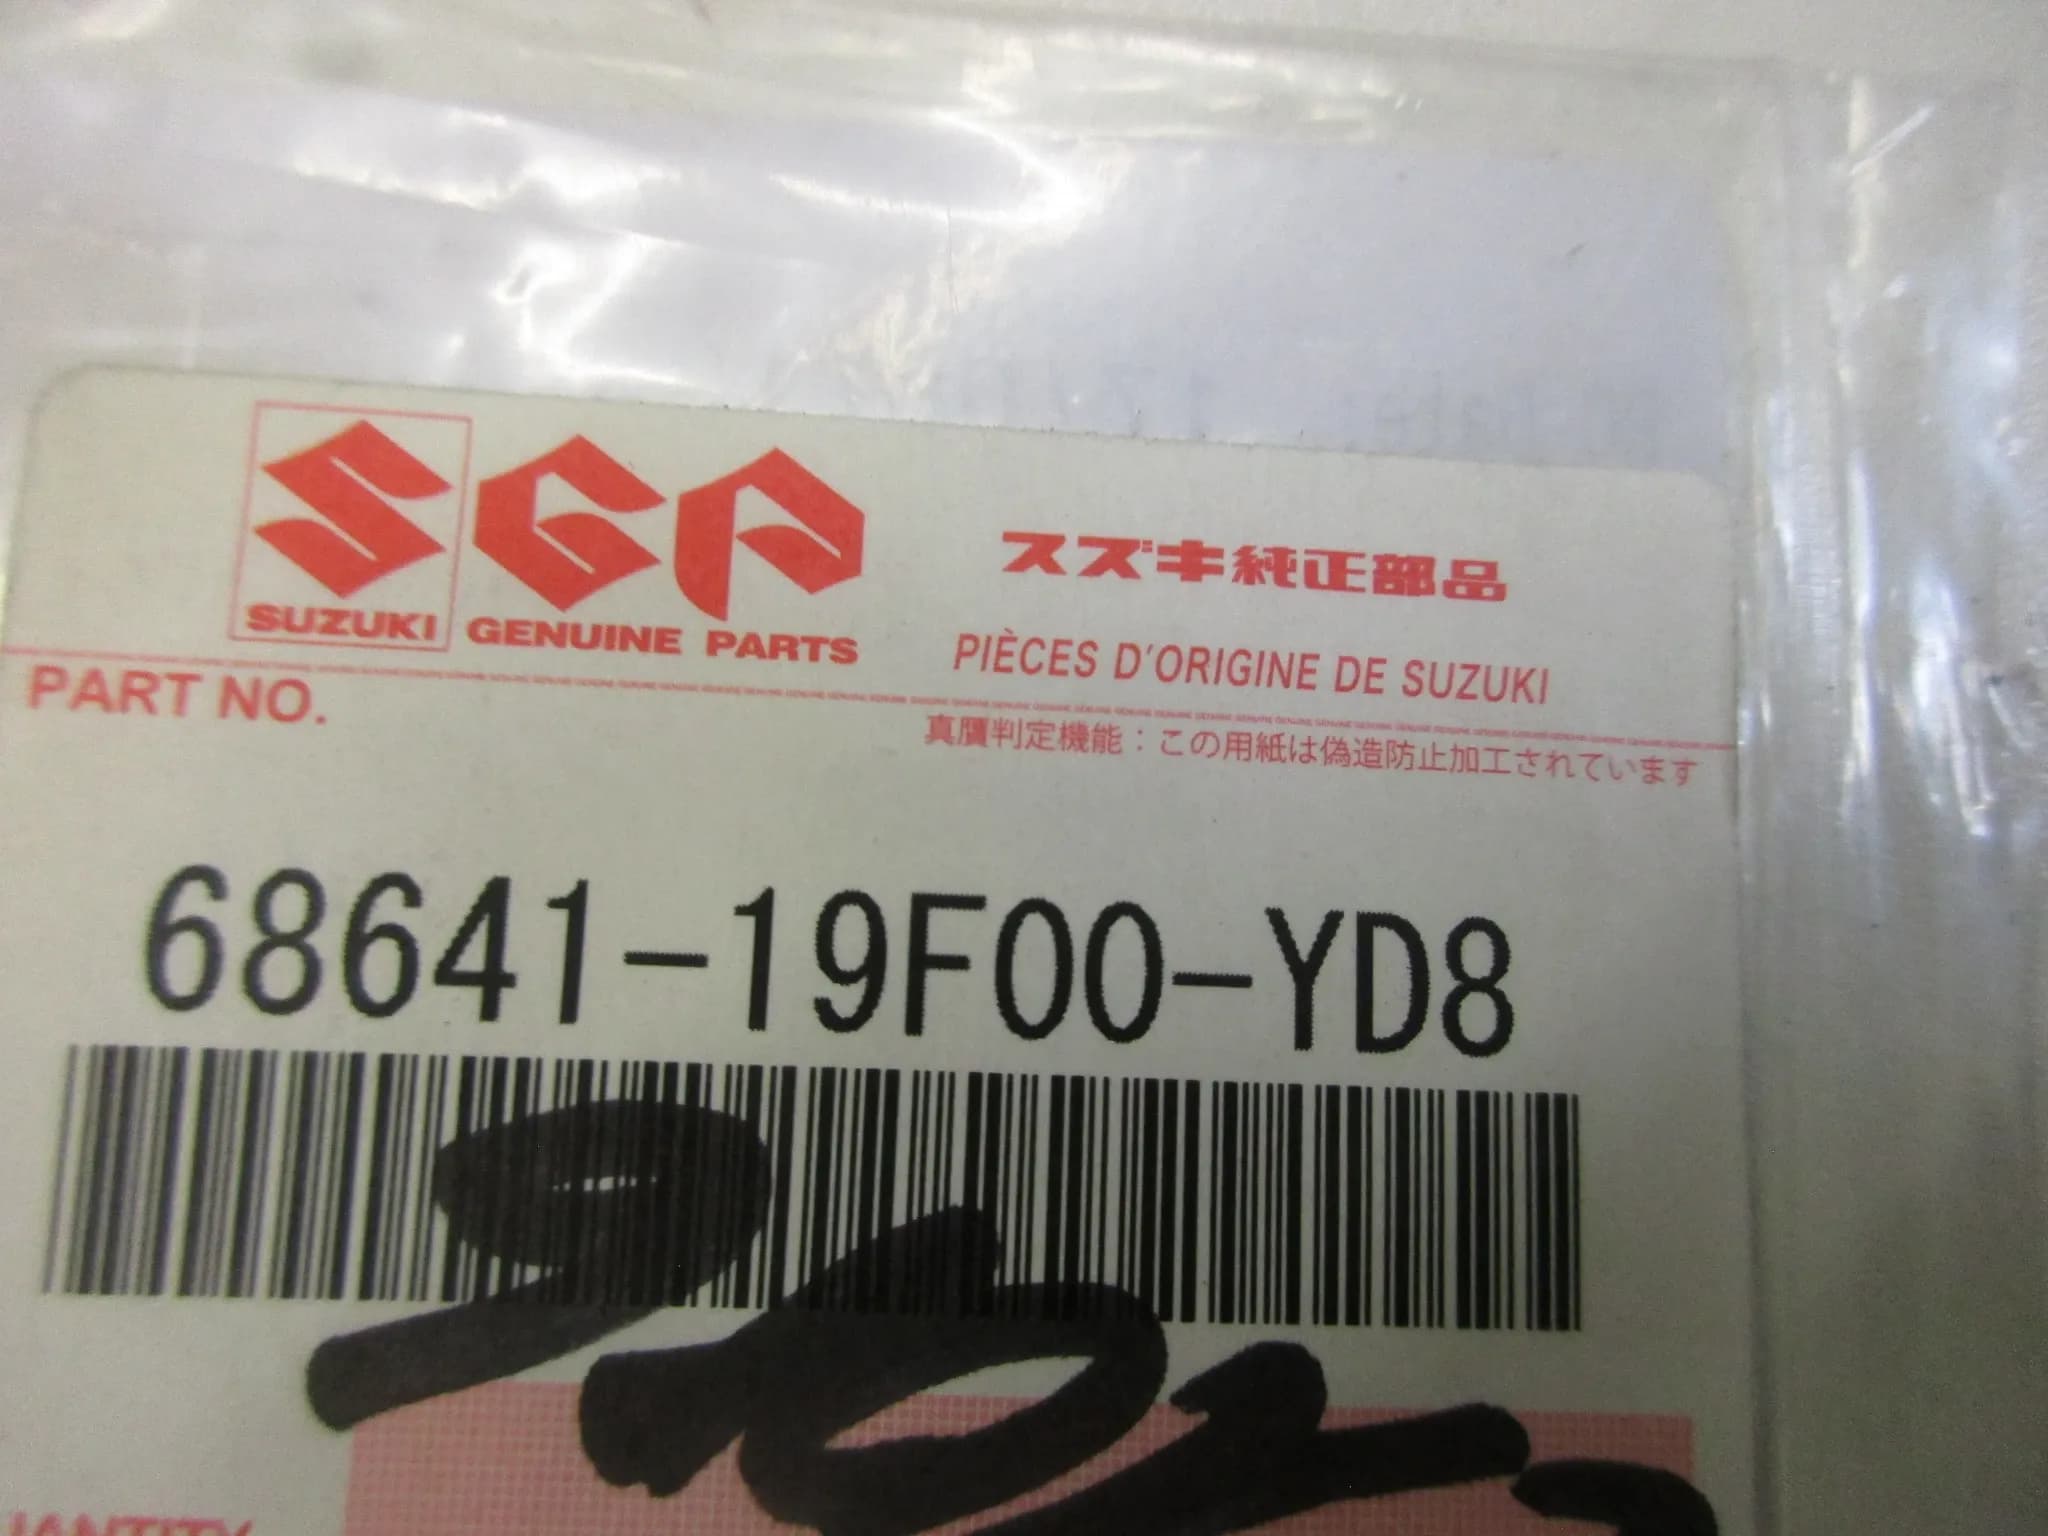 SGP
SUZUKI GENUINE PARTS
スズキ純正部品
PIÈCES D'ORIGINE DE SUZUKI
PART NO.
真贋判定機能：この用紙は偽造防止加工されています
68641-19F00-YD8